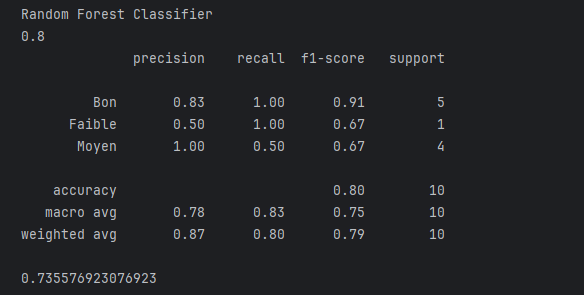 Random Forest Classifier
0.8
precision recall f1-score support
Bon 0.83 1.00 0.91 5
Faible 0.50 1.00 0.67 1
Moyen 1.00 0.50 0.67 4
accuracy 0.80 10
macro avg 0.78 0.83 0.75 10
weighted avg 0.87 0.80 0.79 10
0.735576923076923